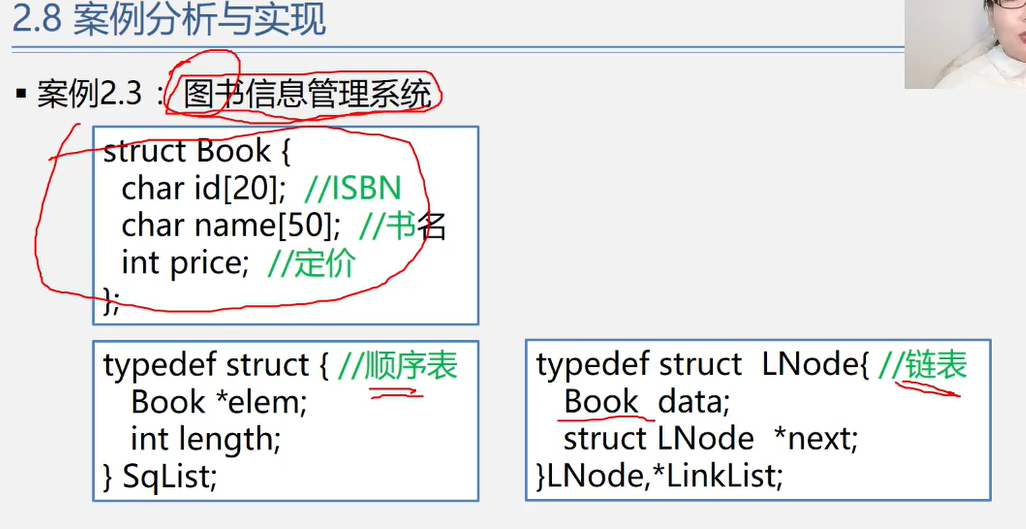 2.8 案例分析与实现
▪ 案例2.3：图书信息管理系统
struct Book {
char id[20]; //ISBN
char name[50]; //书名
int price; //定价
};
typedef struct { //顺序表
Book *elem;
int length;
} SqList;
typedef struct LNode{ //链表
Book data;
struct LNode *next;
}LNode,*LinkList;